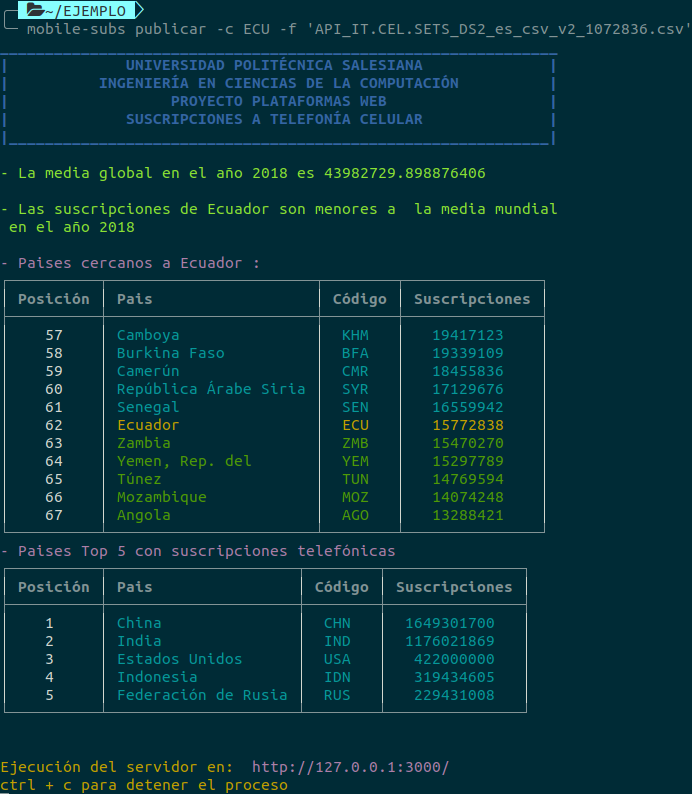 ~/EJEMPLO
mobile-subs publicar -c ECU -f 'API_IT.CEL.SETS_DS2_es_csv_v2_1072836.csv'
UNIVERSIDAD POLITÉCNICA SALESIANA
INGENIERÍA EN CIENCIAS DE LA COMPUTACIÓN
PROYECTO PLATAFORMAS WEB
SUSCRIPCIONES A TELEFONÍA CELULAR
- La media global en el año 2018 es 43982729.898876406
- Las suscripciones de Ecuador son menores a  la media mundial
en el año 2018
- Paises cercanos a Ecuador :
Posición Pais Código Suscripciones
57 Camboya KHM 19417123
58 Burkina Faso BFA 19339109
59 Camerún CMR 18455836
60 República Árabe Siria SYR 17129676
61 Senegal SEN 16559942
62 Ecuador ECU 15772838
63 Zambia ZMB 15470270
64 Yemen, Rep. del YEM 15297789
65 Túnez TUN 14769594
66 Mozambique MOZ 14074248
67 Angola AGO 13288421
- Paises Top 5 con suscripciones telefónicas
Posición Pais Código Suscripciones
1 China CHN 1649301700
2 India IND 1176021869
3 Estados Unidos USA 422000000
4 Indonesia IDN 319434605
5 Federación de Rusia RUS 229431008
Ejecución del servidor en:  http://127.0.0.1:3000/
ctrl + c para detener el proceso